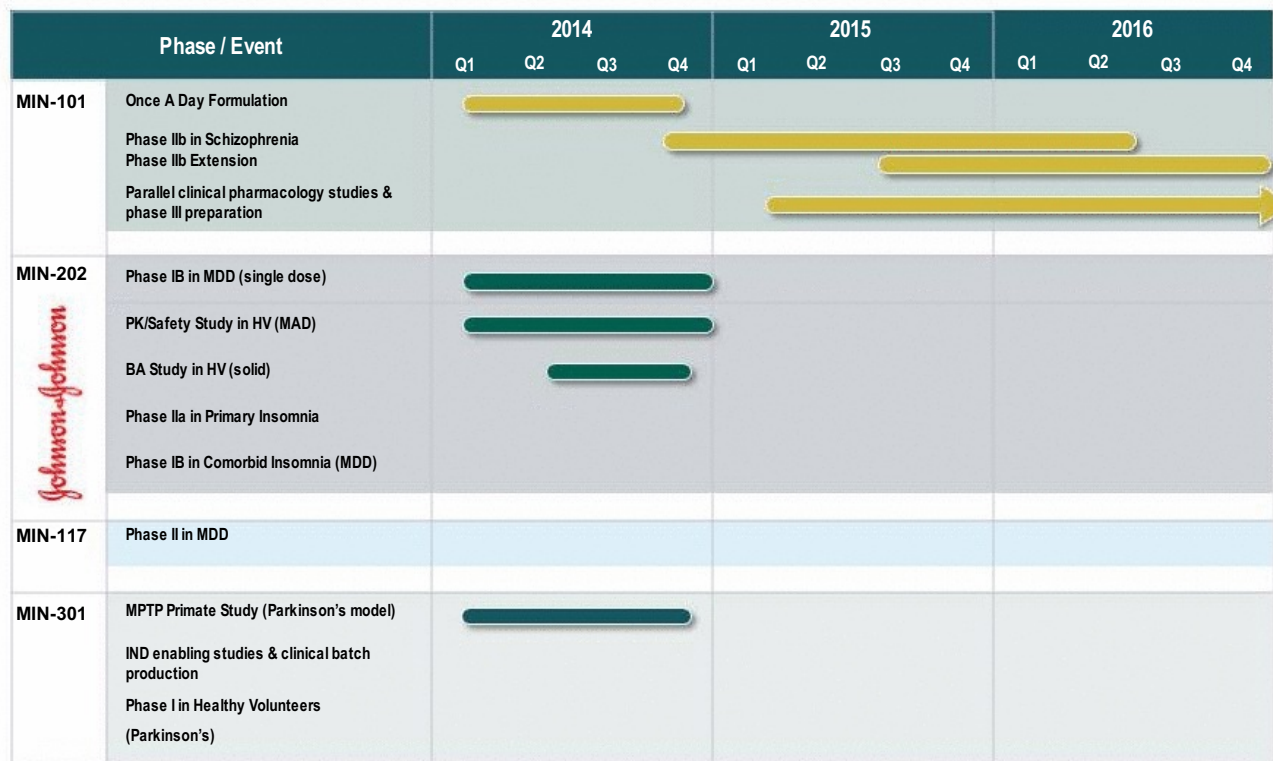 Phase / Event
2014
2015
2016
Q1 Q2 Q3 Q4 Q1 Q2 Q3 Q4 Q1 Q2 Q3 Q4
MIN-101
Once A Day Formulation
Phase IIb in Schizophrenia
Phase IIb Extension
Parallel clinical pharmacology studies &
phase III preparation
MIN-202
Johnson&Johnson
Phase IB in MDD (single dose)
PK/Safety Study in HV (MAD)
BA Study in HV (solid)
Phase IIa in Primary Insomnia
Phase IB in Comorbid Insomnia (MDD)
MIN-117
Phase II in MDD
MIN-301
MPTP Primate Study (Parkinson's model)
IND enabling studies & clinical batch
production
Phase I in Healthy Volunteers
(Parkinson's)